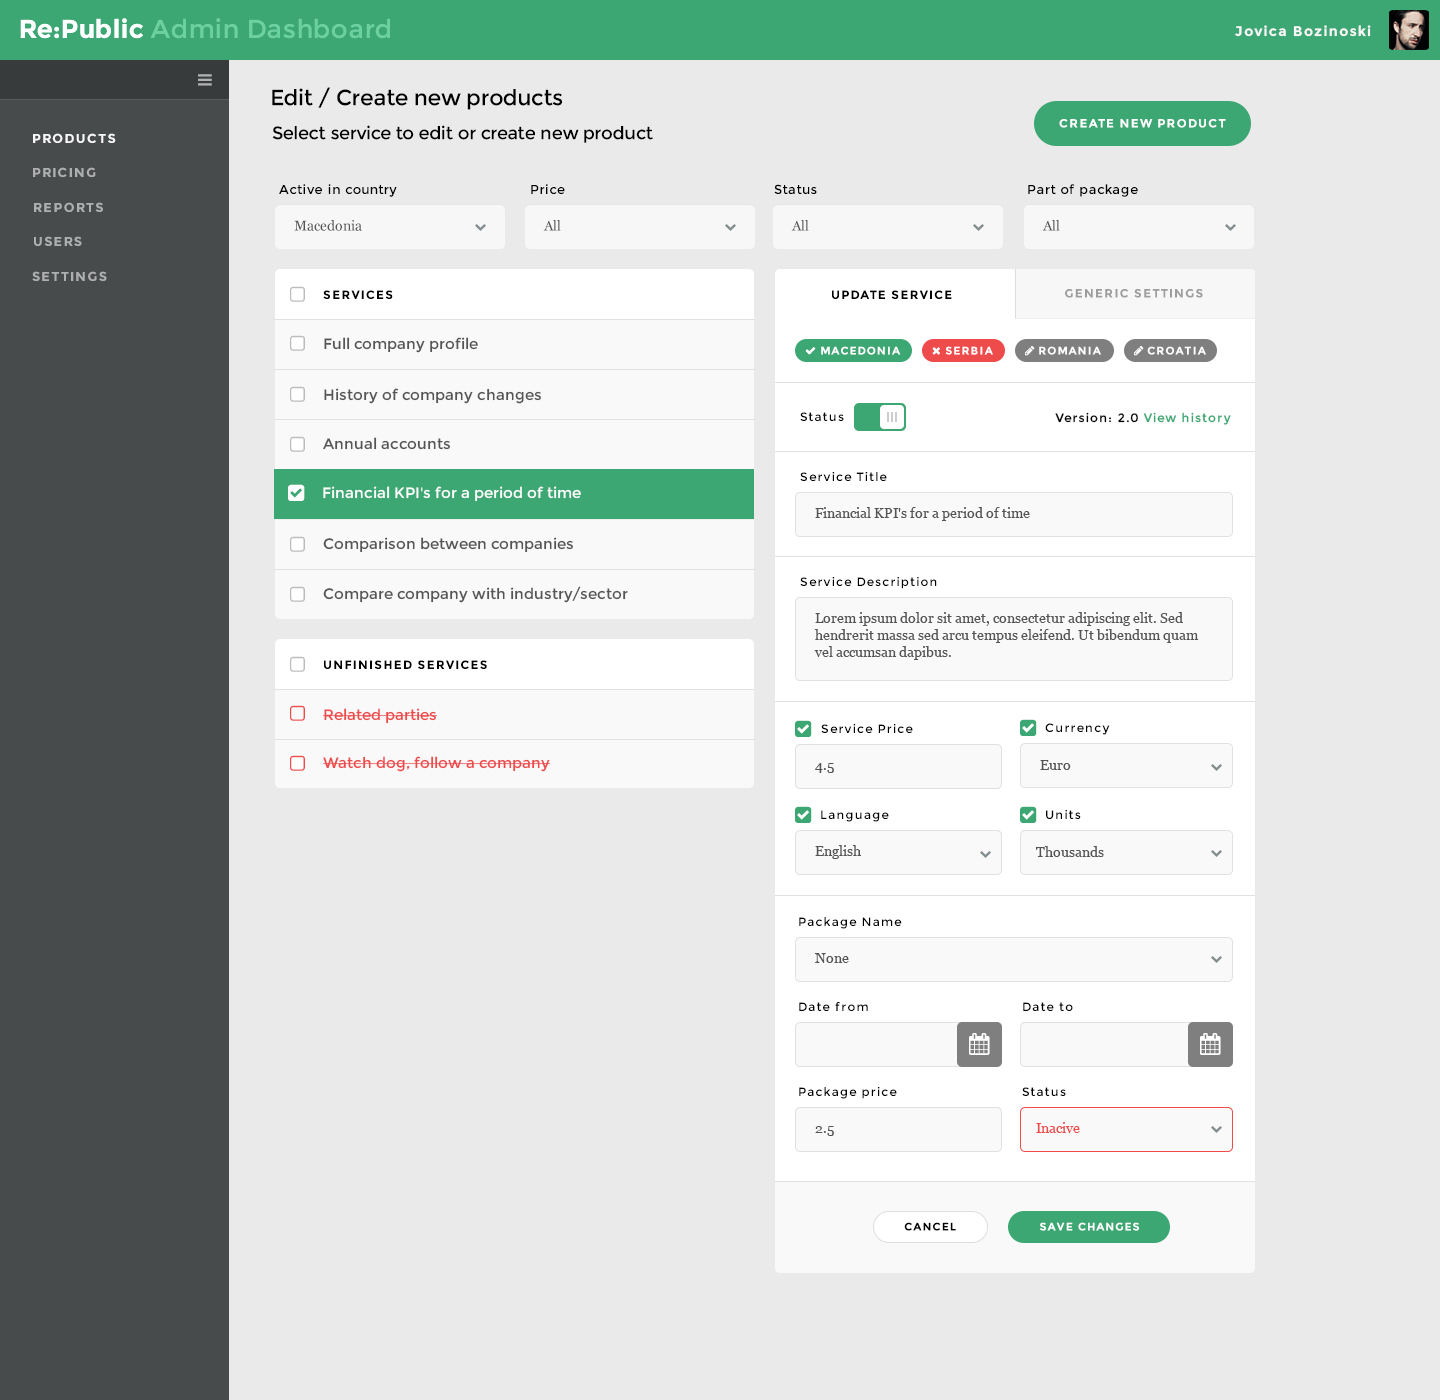 Re:Public Admin Dashboard
Jovica Bozinoski
PRODUCTS
PRICING
REPORTS
USERS
SETTINGS
Edit / Create new products
Select service to edit or create new product
CREATE NEW PRODUCT
Active in country
Price
Status
Part of package
Macedonia
All
All
All
SERVICES
Full company profile
History of company changes
Annual accounts
Financial KPI's for a period of time
Comparison between companies
Compare company with industry/sector
UNFINISHED SERVICES
Related parties
Watch dog, follow a company
UPDATE SERVICE
GENERIC SETTINGS
MACEDONIA
SERBIA
ROMANIA
CROATIA
Status
Version: 2.0 View history
Service Title
Financial KPI's for a period of time
Service Description
Lorem ipsum dolor sit amet, consectetur adipiscing elit. Sed
hendrerit massa sed arcu tempus eleifend. Ut bibendum quam
vel accumsan dapibus.
Service Price
Currency
4.5
Euro
Language
Units
English
Thousands
Package Name
None
Date from
Date to
Package price
Status
2.5
Inacive
CANCEL
SAVE CHANGES